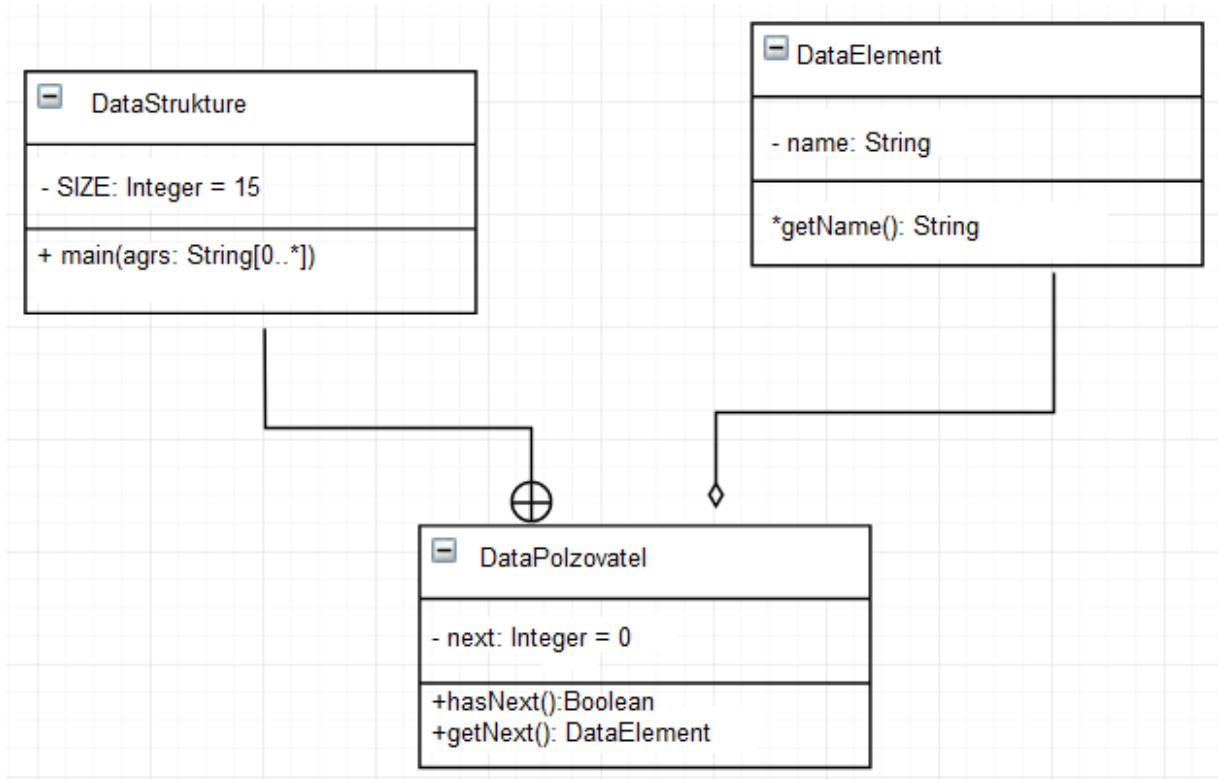 DataStrukture
- SIZE: Integer = 15
+ main(agrs: String[0..*])
DataElement
- name: String
*getName(): String
DataPolzovatel
- next: Integer = 0
+hasNext():Boolean
+getNext(): DataElement